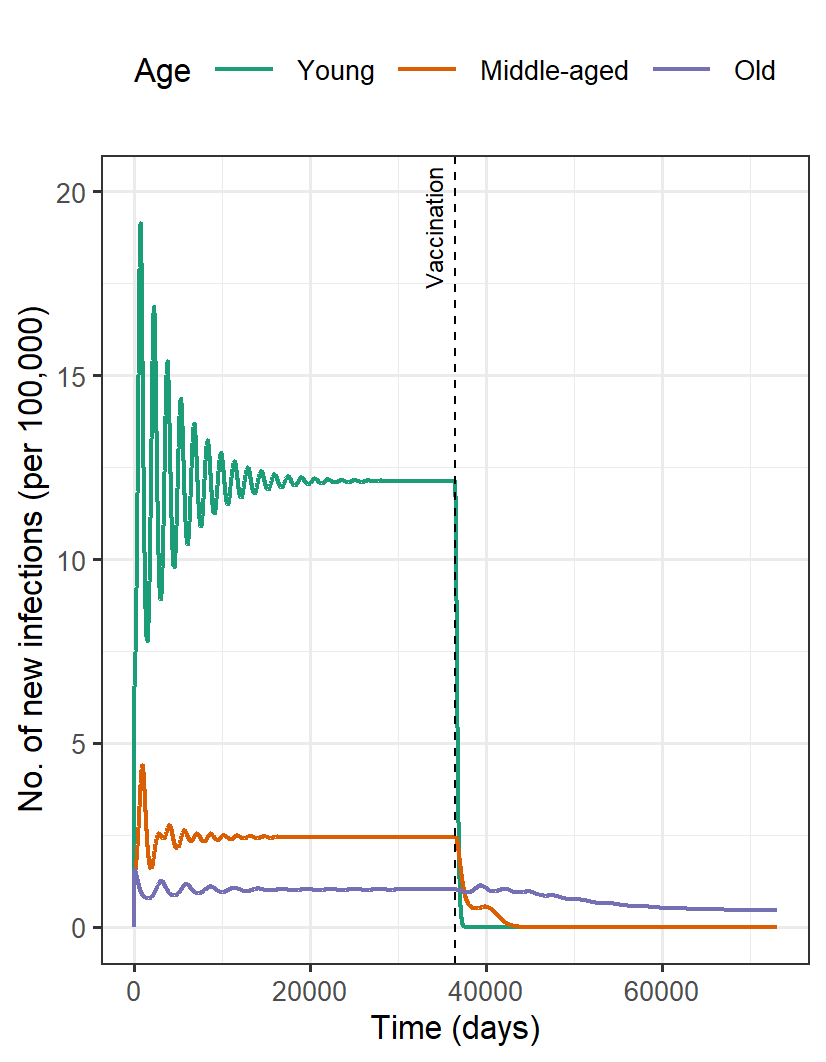 Age Young Middle-aged Old
Vaccination
No. of new infections (per 100,000)
20
15
10
5
0
0 20000 40000 60000
Time (days)